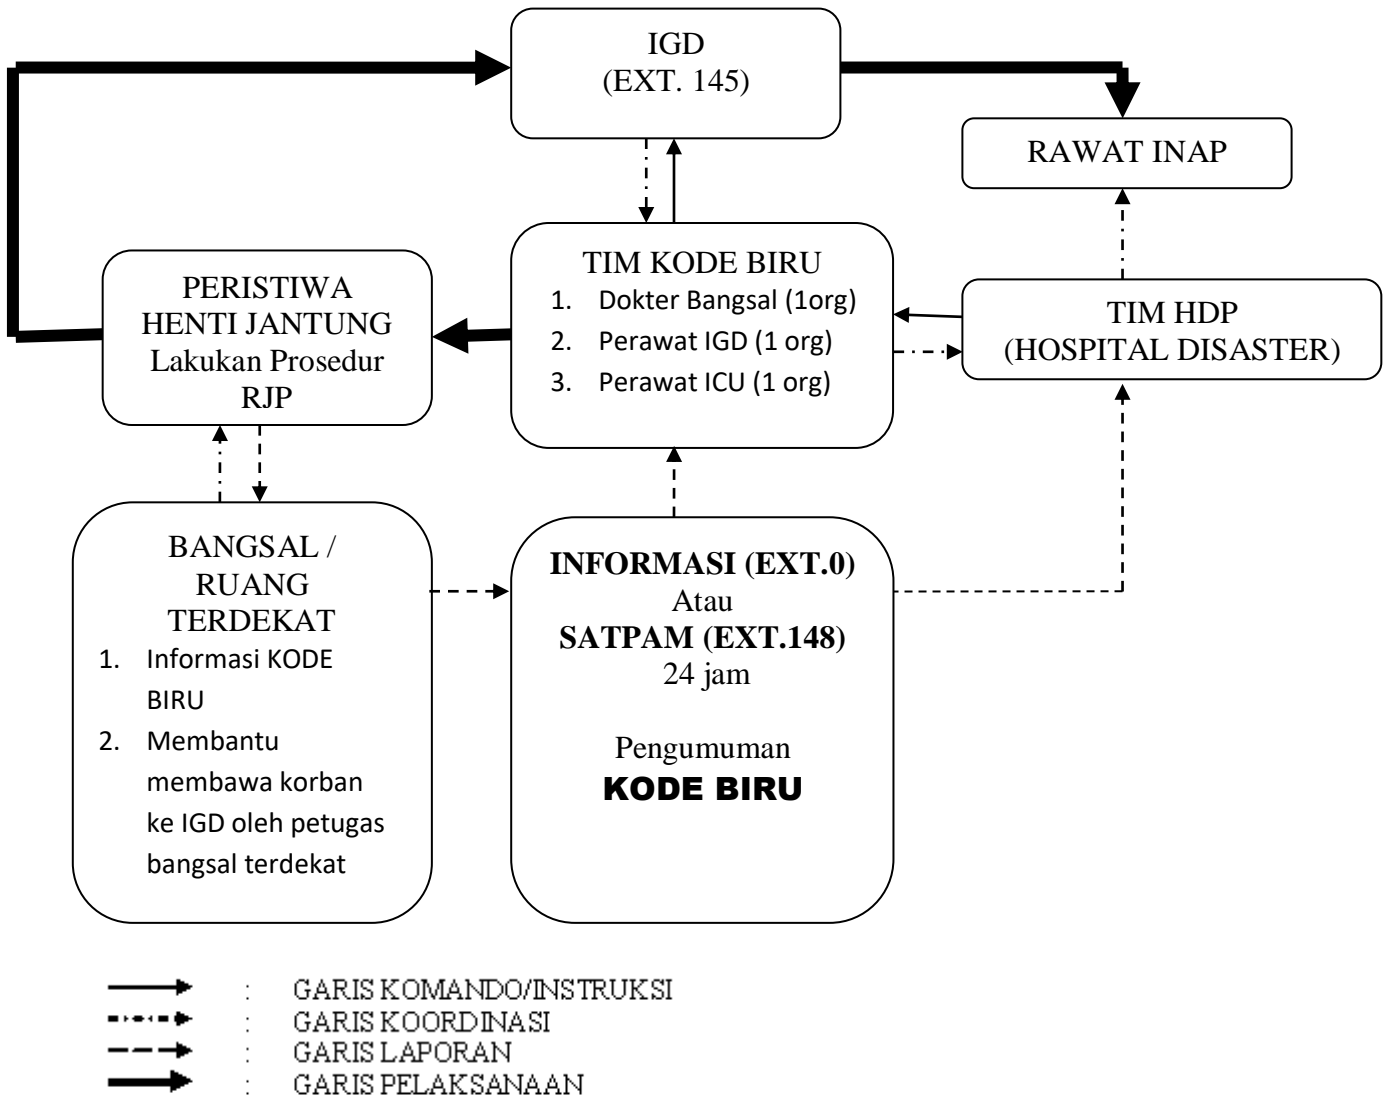 IGD
(EXT. 145)
RAWAT INAP
PERISTIWA
HENTI JANTUNG
Lakukan Prosedur
RJP
TIM KODE BIRU
1. Dokter Bangsal (1org)
2. Perawat IGD (1 org)
3. Perawat ICU (1 org)
TIM HDP
(HOSPITAL DISASTER)
BANGSAL /
RUANG
TERDEKAT
1. Informasi KODE
BIRU
2. Membantu
membawa korban
ke IGD oleh petugas
bangsal terdekat
INFORMASI (EXT.0)
Atau
SATPAM (EXT.148)
24 jam
Pengumuman
KODE BIRU
: GARIS KOMANDO/INSTRUKSI
: GARIS KOORDINASI
: GARIS LAPORAN
: GARIS PELAKSANAAN